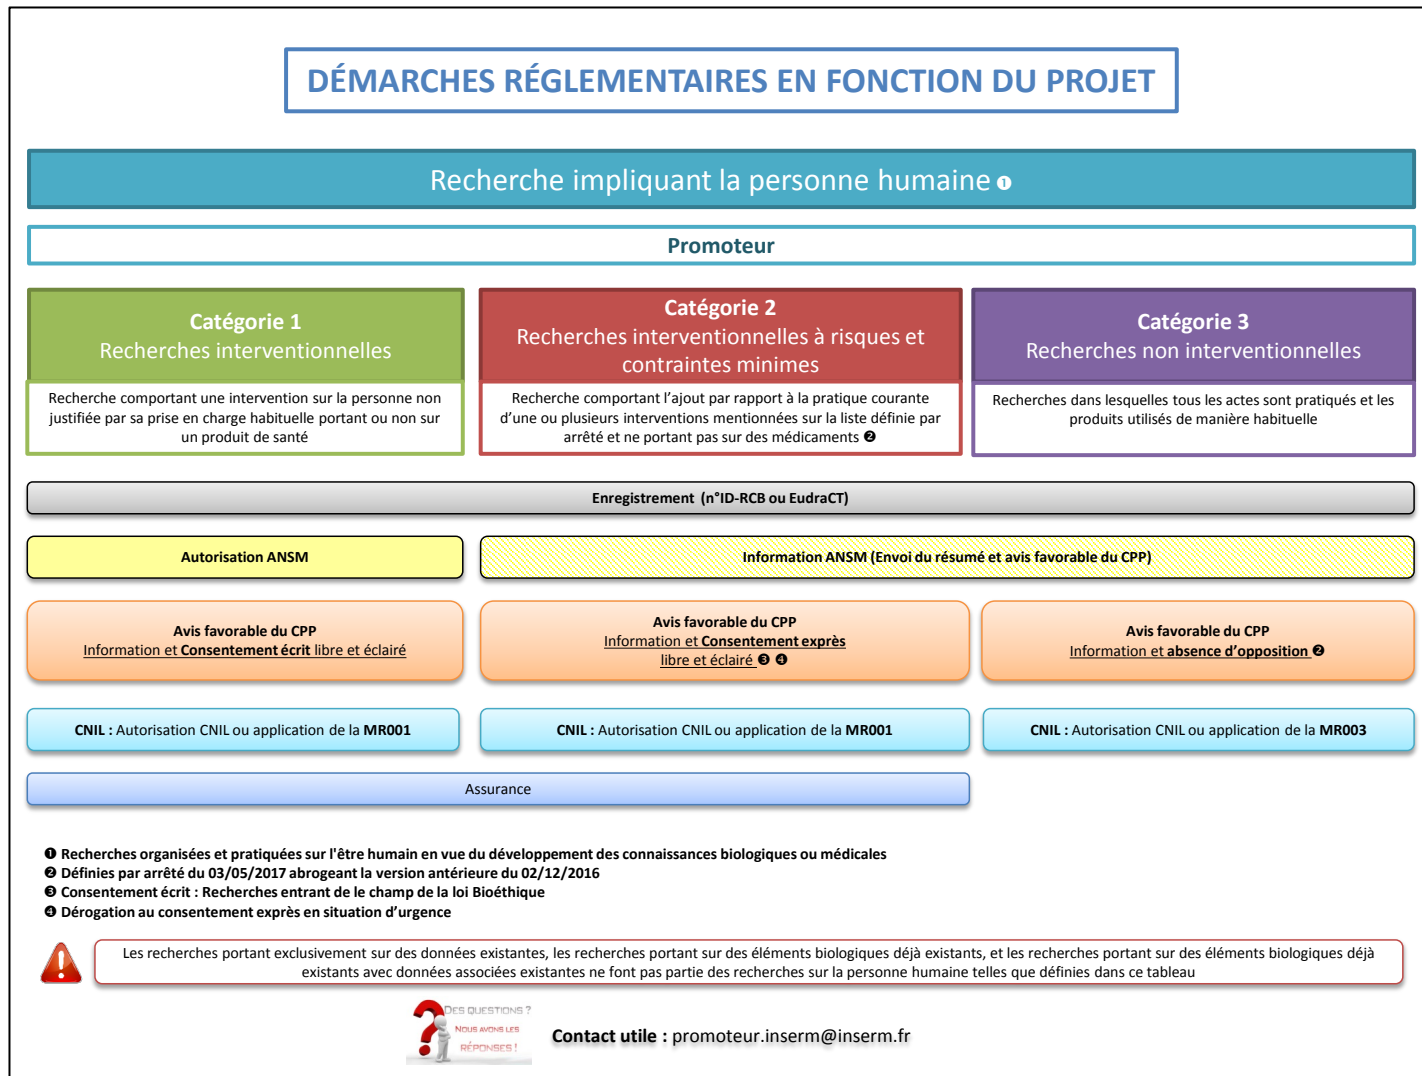 DÉMARCHES RÉGLEMENTAIRES EN FONCTION DU PROJET
Recherche impliquant la personne humaine ❶
Promoteur
Catégorie 1
Recherches interventionnelles
Recherche comportant une intervention sur la personne non
justifiée par sa prise en charge habituelle portant ou non sur
un produit de santé
Catégorie 2
Recherches interventionnelles à risques et
contraintes minimes
Recherche comportant l'ajout par rapport à la pratique courante
d'une ou plusieurs interventions mentionnées sur la liste définie par
arrêté et ne portant pas sur des médicaments ❷
Catégorie 3
Recherches non interventionnelles
Recherches dans lesquelles tous les actes sont pratiqués et les
produits utilisés de manière habituelle
Enregistrement (n°ID-RCB ou EudraCT)
Autorisation ANSM
Information ANSM (Envoi du résumé et avis favorable du CPP)
Avis favorable du CPP
Information et Consentement écrit libre et éclairé
Avis favorable du CPP
Information et Consentement exprès
libre et éclairé ❸ ❹
Avis favorable du CPP
Information et absence d'opposition ❷
CNIL : Autorisation CNIL ou application de la MR001
CNIL : Autorisation CNIL ou application de la MR001
CNIL : Autorisation CNIL ou application de la MR003
Assurance
❶ Recherches organisées et pratiquées sur l'être humain en vue du développement des connaissances biologiques ou médicales
❷ Définies par arrêté du 03/05/2017 abrogeant la version antérieure du 02/12/2016
❸ Consentement écrit : Recherches entrant de le champ de la loi Bioéthique
❹ Dérogation au consentement exprès en situation d'urgence
Les recherches portant exclusivement sur des données existantes, les recherches portant sur des éléments biologiques déjà existants, et les recherches portant sur des éléments biologiques déjà
existants avec données associées existantes ne font pas partie des recherches sur la personne humaine telles que définies dans ce tableau
DES QUESTIONS ?
NOUS AVONS LES
RÉPONSES !
Contact utile : promoteur.inserm@inserm.fr